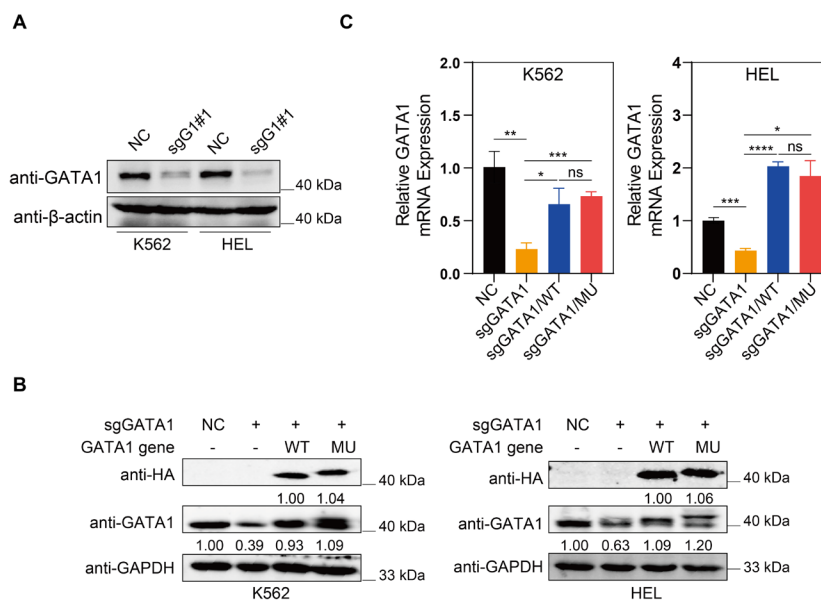 A
NC
sgG1#1
NC
sgG1#1
anti-GATA1
40 kDa
anti-β-actin
40 kDa
K562
HEL
C
K562
Relative GATA1
mRNA Expression
2.0
1.5
1.0
0.5
0.0
**
***
*
ns
NC
sgGATA1
sgGATA1/WT
sgGATA1/MU
HEL
Relative GATA1
mRNA Expression
4
3
2
1
0
*
****
ns
***
NC
sgGATA1
sgGATA1/WT
sgGATA1/MU
B
sgGATA1 NC + + +
GATA1 gene - - WT MU
anti-HA
40 kDa
1.00 1.04
anti-GATA1
40 kDa
1.00 0.39 0.93 1.09
anti-GAPDH
33 kDa
K562
sgGATA1 NC + + +
GATA1 gene - - WT MU
anti-HA
40 kDa
1.00 1.06
anti-GATA1
40 kDa
1.00 0.63 1.09 1.20
anti-GAPDH
33 kDa
HEL